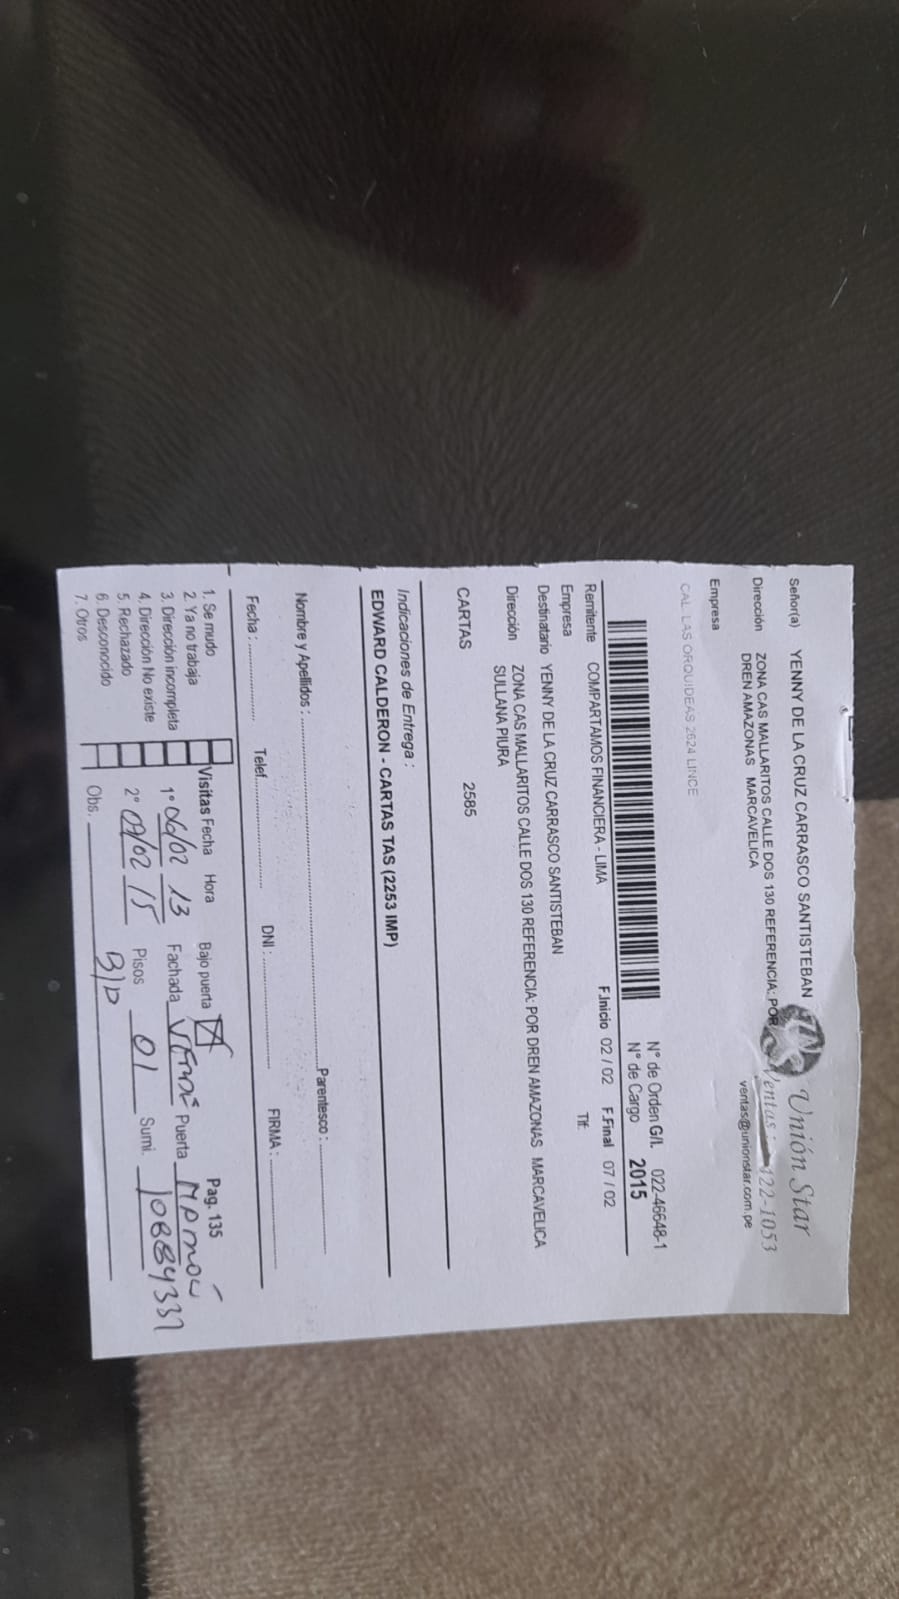 Señor(a) YENNY DE LA CRUZ CARRASCO SANTISTEBAN
Unión Star
Dirección ZONA CAS MALLARITOS CALLE DOS 130 REFERENCIA: POR
DREN AMAZONAS MARCAVELICA
Ventas : 422-1053
ventas@unionstar.com.pe
Empresa
CAL LAS ORQUIDEAS 2624 LINCE
N° de Orden G/I. 022-46648-1
N° de Cargo 2015
Remitente COMPARTAMOS FINANCIERA - LIMA F.Inicio 02 / 02 F.Final 07 / 02
Empresa Tlf:
Destinatario YENNY DE LA CRUZ CARRASCO SANTISTEBAN
Dirección ZONA CAS MALLARITOS CALLE DOS 130 REFERENCIA: POR DREN AMAZONAS MARCAVELICA
SULLANA PIURA
CARTAS 2585
Indicaciones de Entrega :
EDWARD CALDERON - CARTAS TAS (2253 IMP)
Nombre y Apellidos : Parentesco :
Fecha : Telef. DNI : FIRMA :
1. Se mudo Visitas Fecha Hora Bajo puerta Pag. 135
2. Ya no trabaja
3. Dirección incompleta 1° 06/02 13 Fachada Verde Puerta Marrón
4. Dirección No existe
5. Rechazado 2° 07/02 15 Pisos 01 Sumi. 10884331
6. Desconocido
7. Otros Obs. B/P